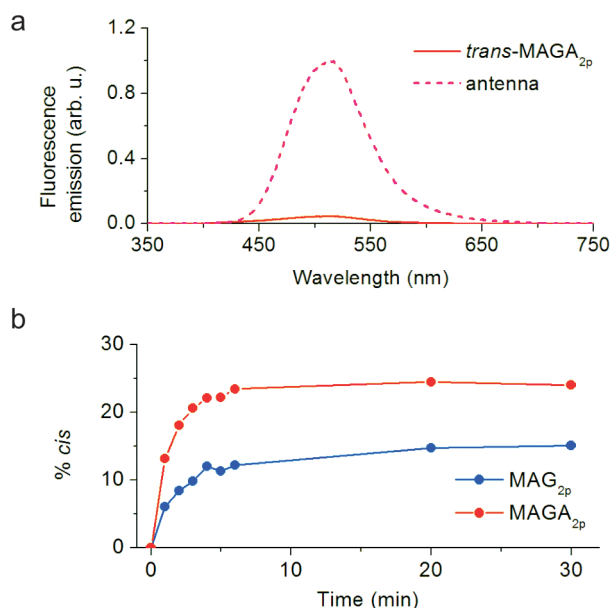 a
Fluorescence
emission (arb. u.)
1.2
0.8
0.4
0.0
trans-MAGA2p
antenna
350 450 550 650 750
Wavelength (nm)
b
% cis
30
20
10
0
MAG2p
MAGA2p
0 10 20 30
Time (min)